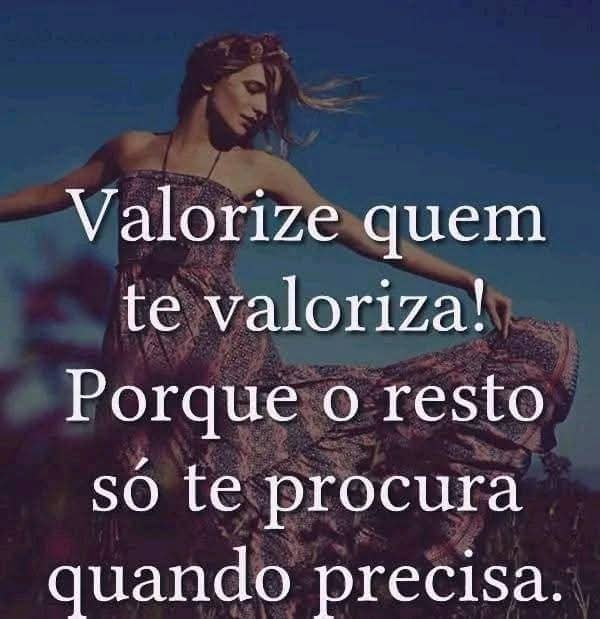 Valorize quem
te valoriza!
Porque o resto
só te procura
quando precisa.